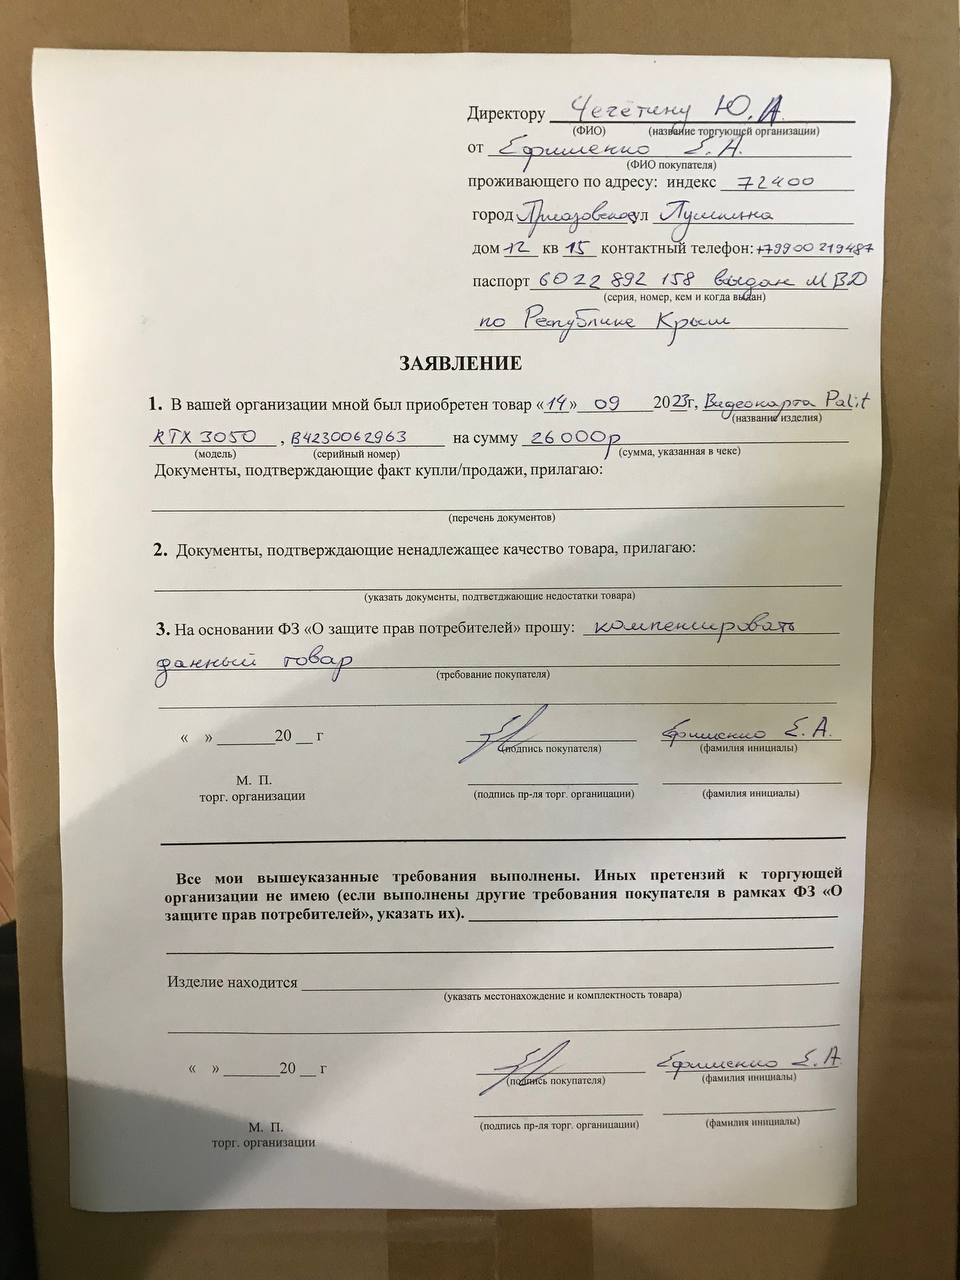 Директору Чечётину Ю.А.
(ФИО) (название торгующей организации)
от Ефименко Е.А.
(ФИО покупателя)
проживающего по адресу: индекс 72400
город Приазовское ул Пушкина
дом 12 кв 15 контактный телефон: +79900219487
паспорт 6022 892 158 выдан МВД
(серия, номер, кем и когда выдан)
по Республике Крым
ЗАЯВЛЕНИЕ
1. В вашей организации мной был приобретен товар «14» 09 2023г, Видеокарта Palit
(название изделия)
RTX 3050 , B4230062963 на сумму 26000р
(модель) (серийный номер) (сумма, указанная в чеке)
Документы, подтверждающие факт купли/продажи, прилагаю:
(перечень документов)
2. Документы, подтверждающие ненадлежащее качество товара, прилагаю:
(указать документы, подтветджающие недостатки товара)
3. На основании ФЗ «О защите прав потребителей» прошу: компенсировать
данный товар
(требование покупателя)
« » 20 г Ефименко Е.А.
(подпись покупателя) (фамилия инициалы)
М. П.
торг. организации (подпись пр-ля торг. органицации) (фамилия инициалы)
Все мои вышеуказанные требования выполнены. Иных претензий к торгующей
организации не имею (если выполнены другие требования покупателя в рамках ФЗ «О
защите прав потребителей», указать их).
Изделие находится
(указать местонахождение и комплектность товара)
« » 20 г Ефименко Е.А
(подпись покупателя) (фамилия инициалы)
М. П.
торг. организации (подпись пр-ля торг. органицации) (фамилия инициалы)